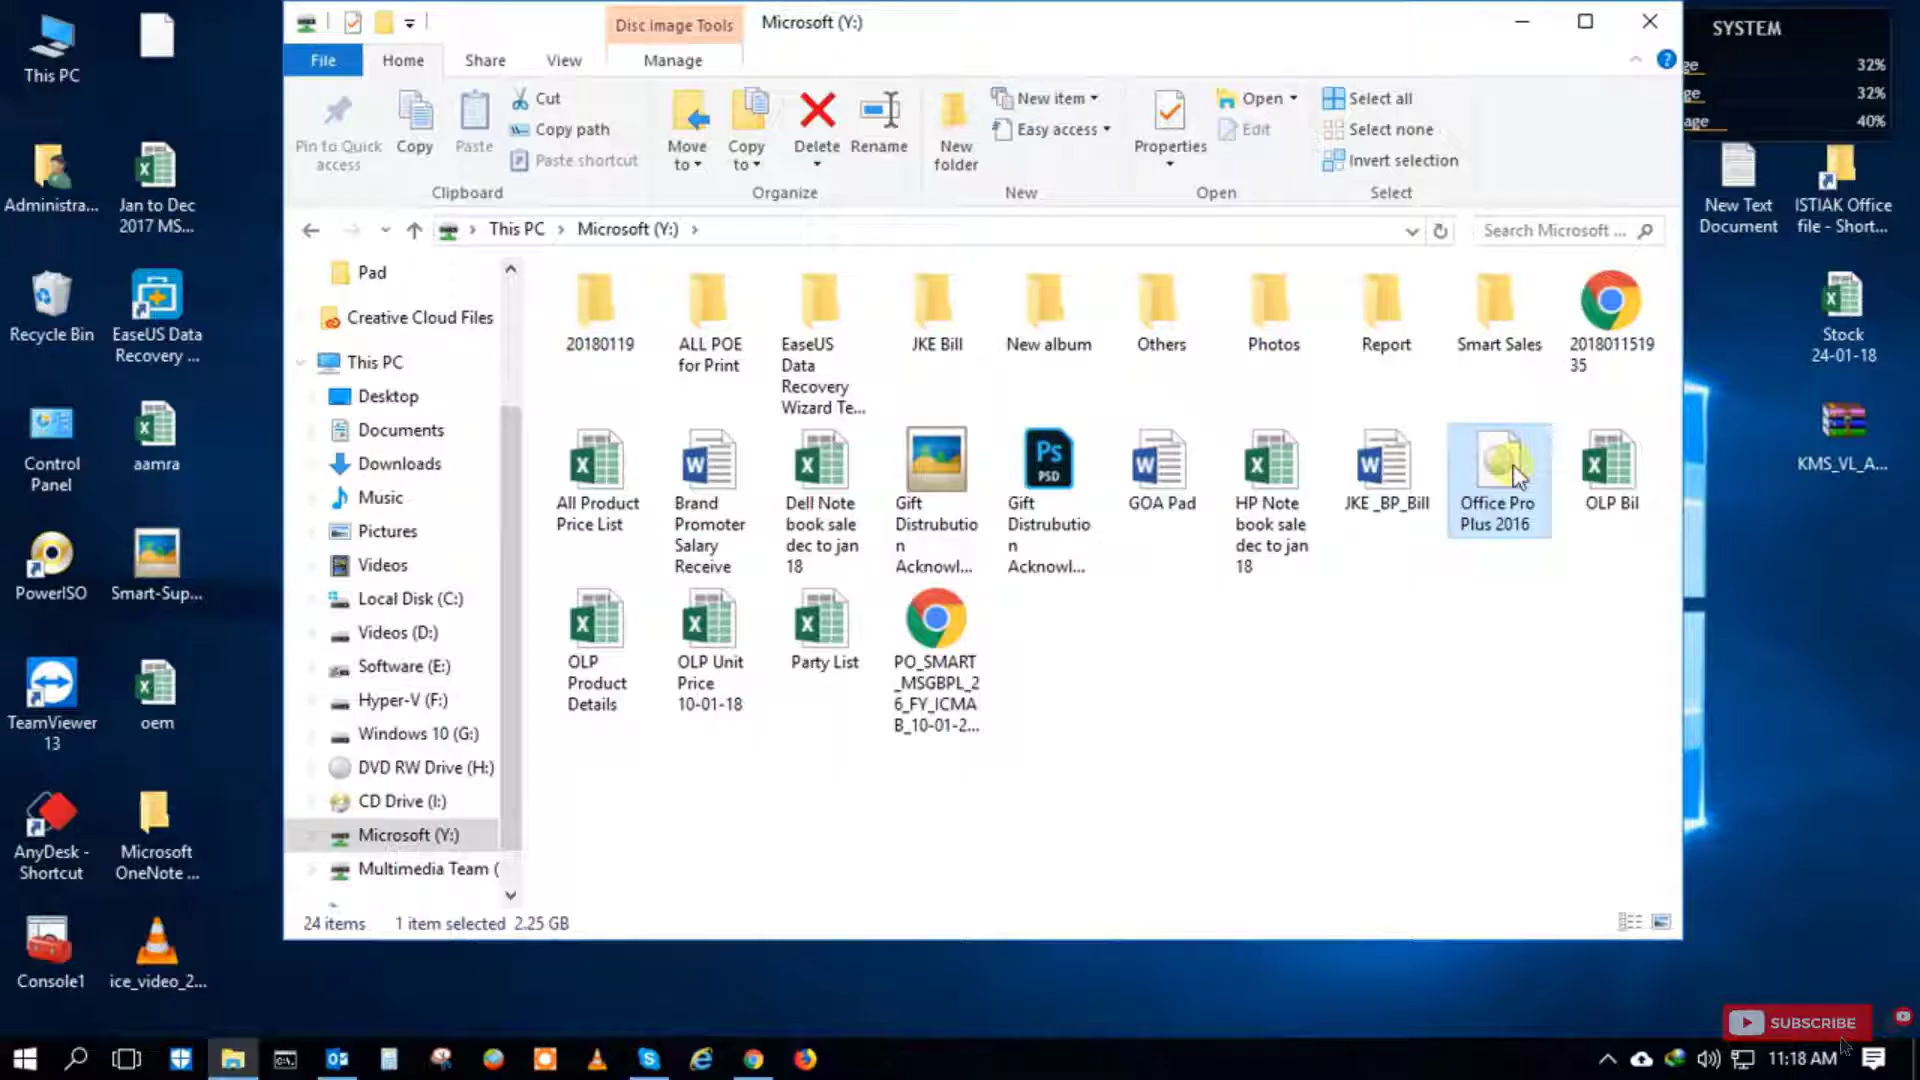 Disc Image Tools
Microsoft (Y:)
File
Home
Share
View
Manage
Pin to Quick
access
Copy
Paste
Cut
Copy path
Paste shortcut
Clipboard
Move
to
Copy
to
Delete
Rename
Organize
New
folder
New item
Easy access
New
Properties
Open
Edit
Open
Select all
Select none
Invert selection
Select
This PC
Microsoft (Y:)
Search Microsoft ...
Pad
Creative Cloud Files
This PC
Desktop
Documents
Downloads
Music
Pictures
Videos
Local Disk (C:)
Videos (D:)
Software (E:)
Hyper-V (F:)
Windows 10 (G:)
DVD RW Drive (H:)
CD Drive (I:)
Microsoft (Y:)
Multimedia Team (
20180119
ALL POE
for Print
EaseUS
Data
Recovery
Wizard Te...
JKE Bill
New album
Others
Photos
Report
Smart Sales
2018011519
35
All Product
Price List
Brand
Promoter
Salary
Receive
Dell Note
book sale
dec to jan
18
Gift
Distrubutio
n
Acknowl...
Ps
PSD
Gift
Distrubutio
n
Acknowl...
GOA Pad
HP Note
book sale
dec to jan
18
JKE _BP_Bill
Office Pro
Plus 2016
OLP Bil
OLP
Product
Details
OLP Unit
Price
10-01-18
Party List
PO_SMART
_MSGBPL_2
6_FY_ICMA
B_10-01-2...
24 items
1 item selected 2.25 GB
This PC
Administra...
Jan to Dec
2017 MS...
Recycle Bin
EaseUS Data
Recovery ...
Control
Panel
aamra
PowerISO
Smart-Sup...
TeamViewer
13
oem
AnyDesk -
Shortcut
Microsoft
OneNote ...
Console1
ice_video_2...
SYSTEM
ge
32%
ge
32%
age
40%
New Text
Document
ISTIAK Office
file - Short...
Stock
24-01-18
KMS_VL_A...
SUBSCRIBE
11:18 AM